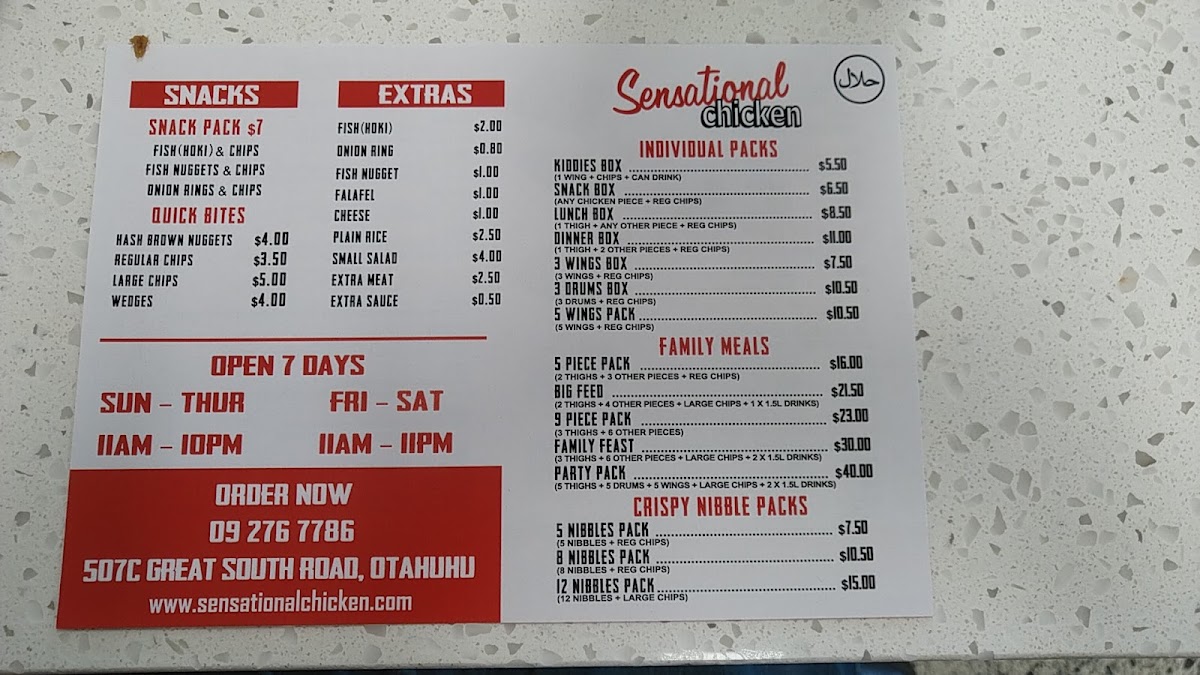 SNACKS
SNACK PACK $7
FISH(HOKI) & CHIPS
FISH NUGGETS & CHIPS
ONION RINGS & CHIPS
QUICK BITES
HASH BROWN NUGGETS $4.00
REGULAR CHIPS $3.50
LARGE CHIPS $5.00
WEDGES $4.00
EXTRAS
FISH(HOKI) $2.00
ONION RING $0.80
FISH NUGGET $1.00
FALAFEL $1.00
CHEESE $1.00
PLAIN RICE $2.50
SMALL SALAD $4.00
EXTRA MEAT $2.50
EXTRA SAUCE $0.50
OPEN 7 DAYS
SUN – THUR FRI – SAT
11AM – 10PM 11AM – 11PM
ORDER NOW
09 276 7786
507C GREAT SOUTH ROAD, OTAHUHU
www.sensationalchicken.com
Sensational
chicken
حلال
INDIVIDUAL PACKS
KIDDIES BOX $5.50
(1 WING + CHIPS + CAN DRINK)
SNACK BOX $6.50
(ANY CHICKEN PIECE + REG CHIPS)
LUNCH BOX $8.50
(1 THIGH + ANY OTHER PIECE + REG CHIPS)
DINNER BOX $11.00
(1 THIGH + 2 OTHER PIECES + REG CHIPS)
3 WINGS BOX $7.50
(3 WINGS + REG CHIPS)
3 DRUMS BOX $10.50
(3 DRUMS + REG CHIPS)
5 WINGS PACK $10.50
(5 WINGS + REG CHIPS)
FAMILY MEALS
5 PIECE PACK $16.00
(2 THIGHS + 3 OTHER PIECES + REG CHIPS)
BIG FEED $21.50
(2 THIGHS + 4 OTHER PIECES + LARGE CHIPS + 1 X 1.5L DRINKS)
9 PIECE PACK $23.00
(3 THIGHS + 6 OTHER PIECES)
FAMILY FEAST $30.00
(3 THIGHS + 6 OTHER PIECES + LARGE CHIPS + 2 X 1.5L DRINKS)
PARTY PACK $40.00
(5 THIGHS + 5 DRUMS + 5 WINGS + LARGE CHIPS + 2 X 1.5L DRINKS)
CRISPY NIBBLE PACKS
5 NIBBLES PACK $7.50
(5 NIBBLES + REG CHIPS)
8 NIBBLES PACK $10.50
(8 NIBBLES + REG CHIPS)
12 NIBBLES PACK $15.00
(12 NIBBLES + LARGE CHIPS)